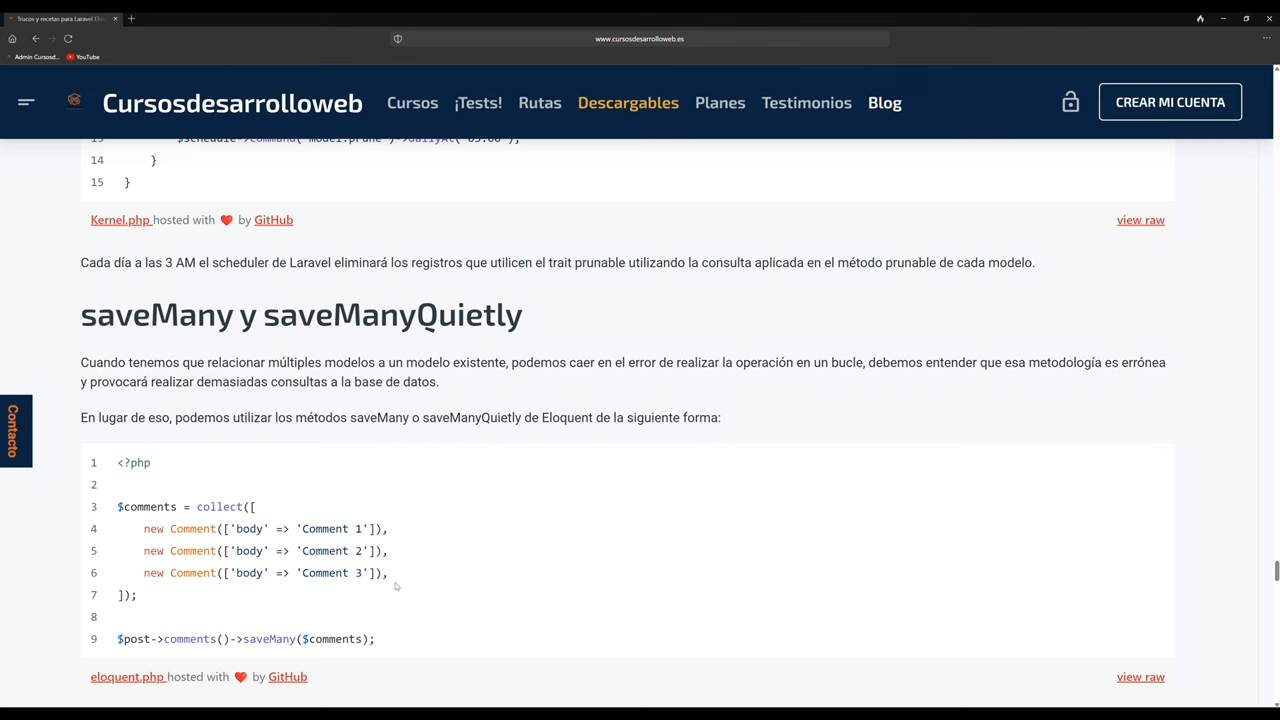 Trucos y recetas para Laravel Elo
www.cursosdesarrolloweb.es
Admin Cursosd... YouTube
Cursosdesarrolloweb Cursos ¡Tests! Rutas Descargables Planes Testimonios Blog CREAR MI CUENTA
14 }
15 }
Kernel.php hosted with ❤ by GitHub view raw
Cada día a las 3 AM el scheduler de Laravel eliminará los registros que utilicen el trait prunable utilizando la consulta aplicada en el método prunable de cada modelo.
saveMany y saveManyQuietly
Cuando tenemos que relacionar múltiples modelos a un modelo existente, podemos caer en el error de realizar la operación en un bucle, debemos entender que esa metodología es errónea
y provocará realizar demasiadas consultas a la base de datos.
En lugar de eso, podemos utilizar los métodos saveMany o saveManyQuietly de Eloquent de la siguiente forma:
Contacto
1 <?php
2
3 $comments = collect([
4 new Comment(['body' => 'Comment 1']),
5 new Comment(['body' => 'Comment 2']),
6 new Comment(['body' => 'Comment 3']),
7 ]);
8
9 $post->comments()->saveMany($comments);
eloquent.php hosted with ❤ by GitHub view raw